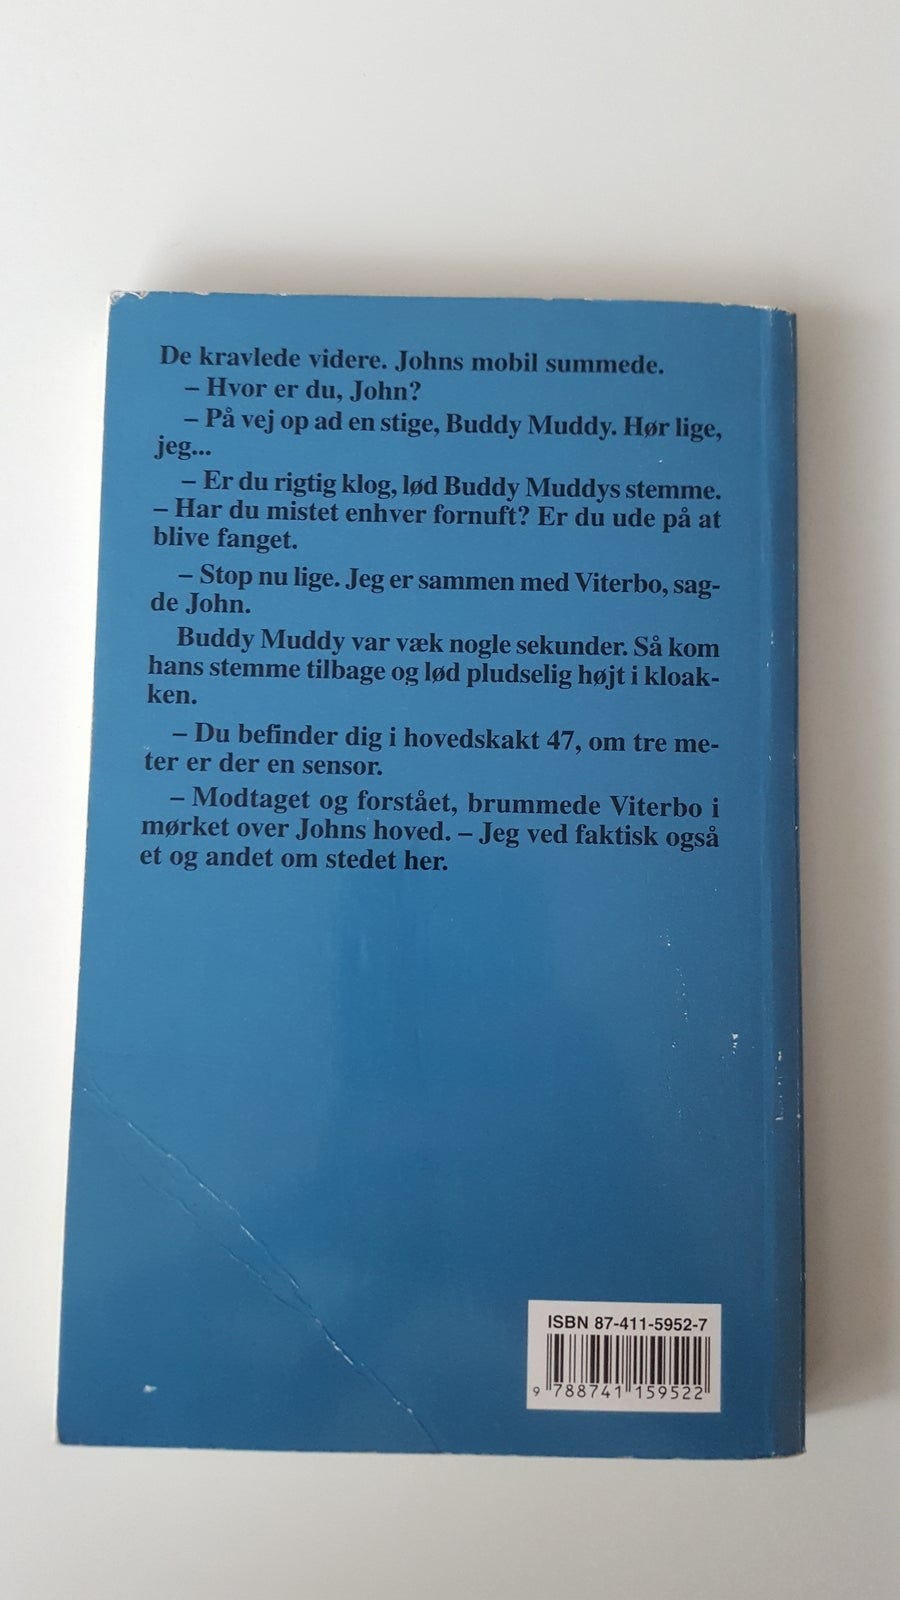 De kravlede videre. Johns mobil summede.
– Hvor er du, John?
– På vej op ad en stige, Buddy Muddy. Hør lige,
jeg...
– Er du rigtig klog, lød Buddy Muddys stemme.
– Har du mistet enhver fornuft? Er du ude på at
blive fanget.
– Stop nu lige. Jeg er sammen med Viterbo, sag-
de John.
Buddy Muddy var væk nogle sekunder. Så kom
hans stemme tilbage og lød pludselig højt i kloak-
ken.
– Du befinder dig i hovedskakt 47, om tre me-
ter er der en sensor.
– Modtaget og forstået, brummede Viterbo i
mørket over Johns hoved. – Jeg ved faktisk også
et og andet om stedet her.
ISBN 87-411-5952-7
9 788741 159522